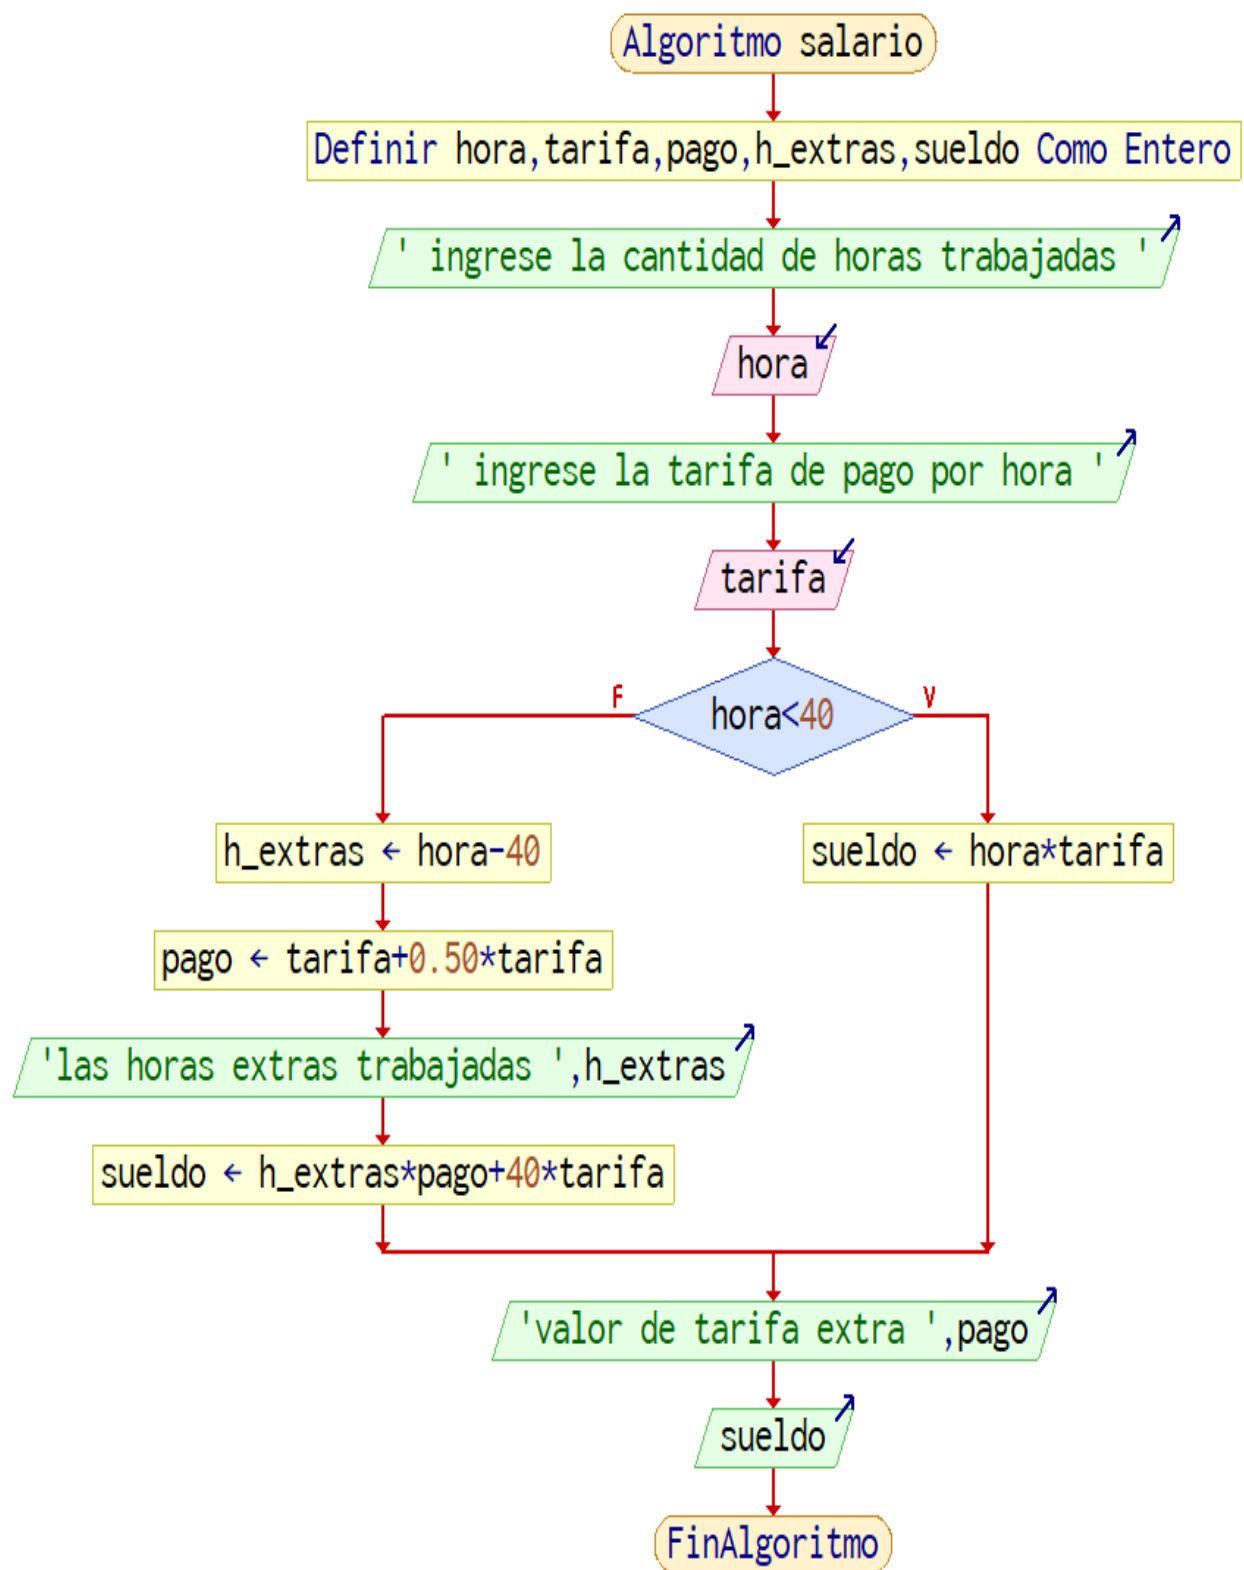 Algoritmo salario
Definir hora,tarifa,pago,h_extras,sueldo Como Entero
' ingrese la cantidad de horas trabajadas '
hora
' ingrese la tarifa de pago por hora '
tarifa
hora<40
F
V
h_extras ← hora-40
pago ← tarifa+0.50*tarifa
'las horas extras trabajadas ',h_extras
sueldo ← h_extras*pago+40*tarifa
sueldo ← hora*tarifa
'valor de tarifa extra ',pago
sueldo
FinAlgoritmo